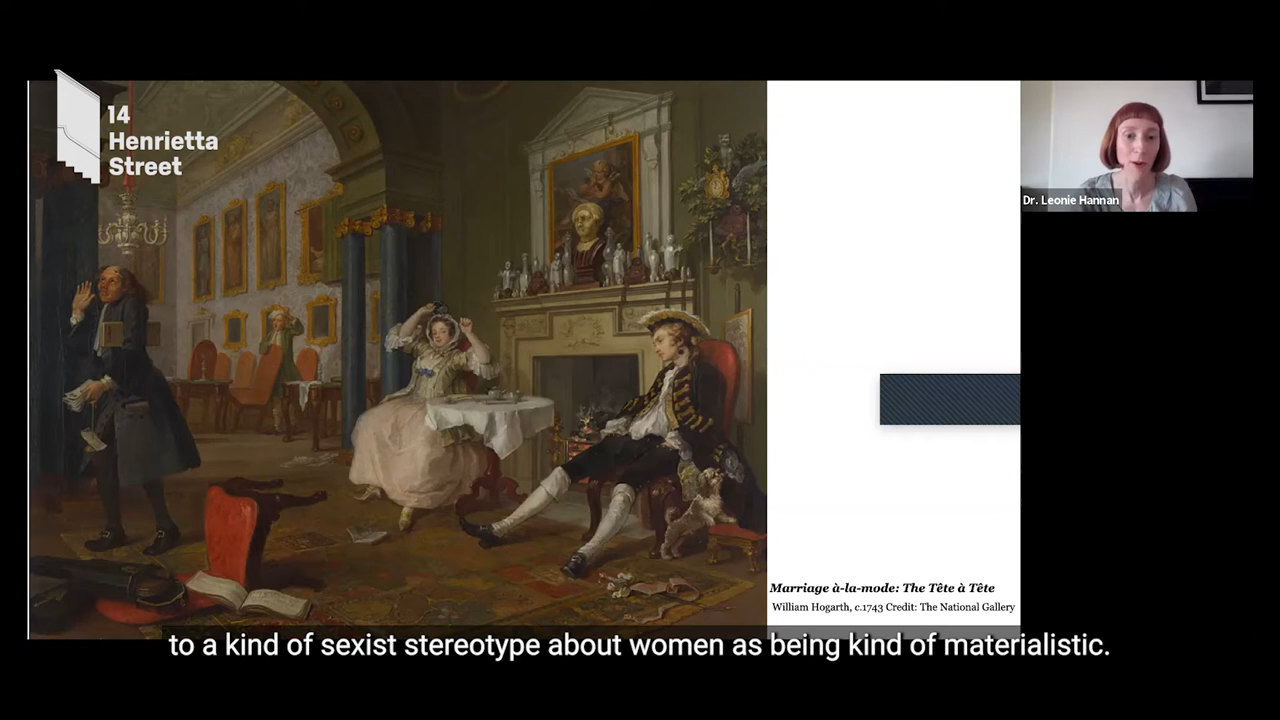 14
Henrietta
Street
Dr. Leonie Hannan
Marriage à-la-mode: The Tête à Tête
William Hogarth, c.1743 Credit: The National Gallery
to a kind of sexist stereotype about women as being kind of materialistic.